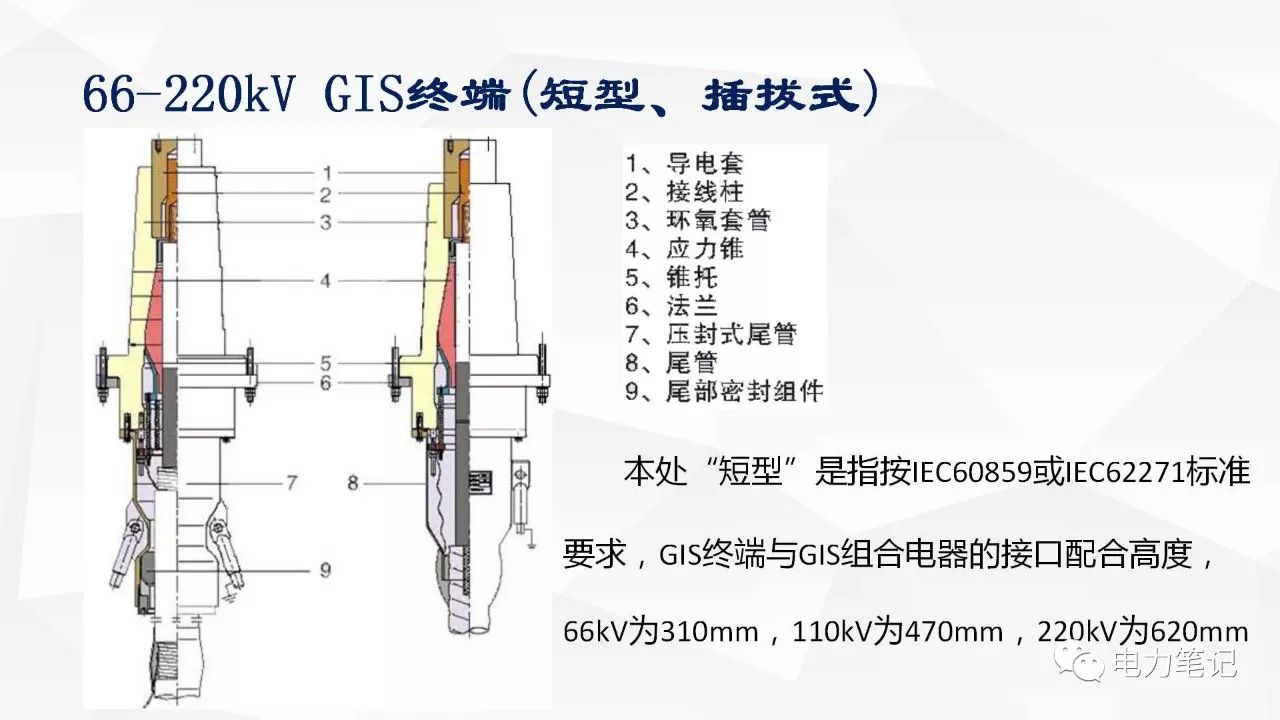 66-220kV GIS终端(短型、插拔式)
1
2
3
4
5
6
7
8
9
1、导电套
2、接线柱
3、环氧套管
4、应力锥
5、锥托
6、法兰
7、压封式尾管
8、尾管
9、尾部密封组件
本处“短型”是指按IEC60859或IEC62271标准
要求，GIS终端与GIS组合电器的接口配合高度，
66kV为310mm，110kV为470mm，220kV为620mm
电力笔记